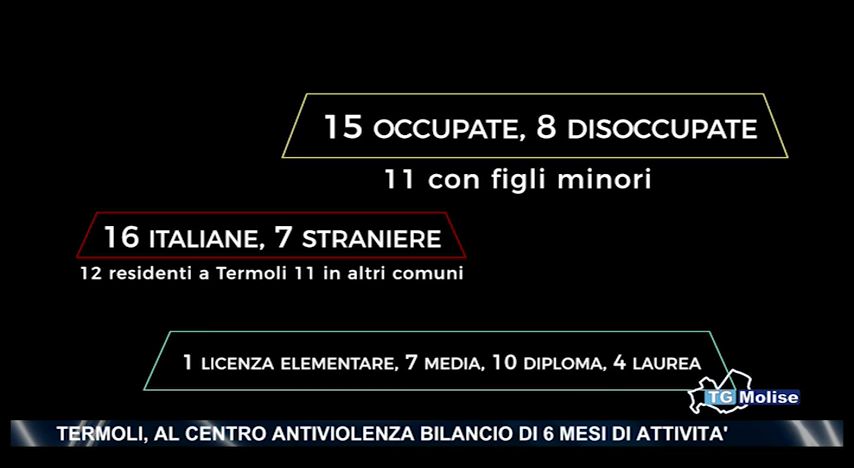 15 OCCUPATE, 8 DISOCCUPATE
11 con figli minori
16 ITALIANE, 7 STRANIERE
12 residenti a Termoli 11 in altri comuni
1 LICENZA ELEMENTARE, 7 MEDIA, 10 DIPLOMA, 4 LAUREA
TG Molise
TERMOLI, AL CENTRO ANTIVIOLENZA BILANCIO DI 6 MESI DI ATTIVITA'